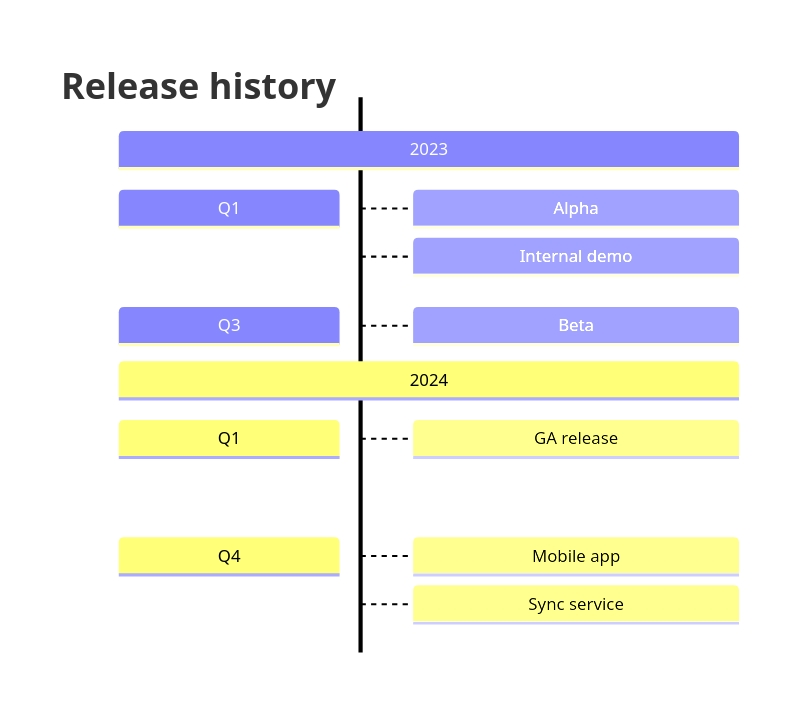 Release history
2023
Q1
Alpha
Internal demo
Q3
Beta
2024
Q1
GA release
Q4
Mobile app
Sync service